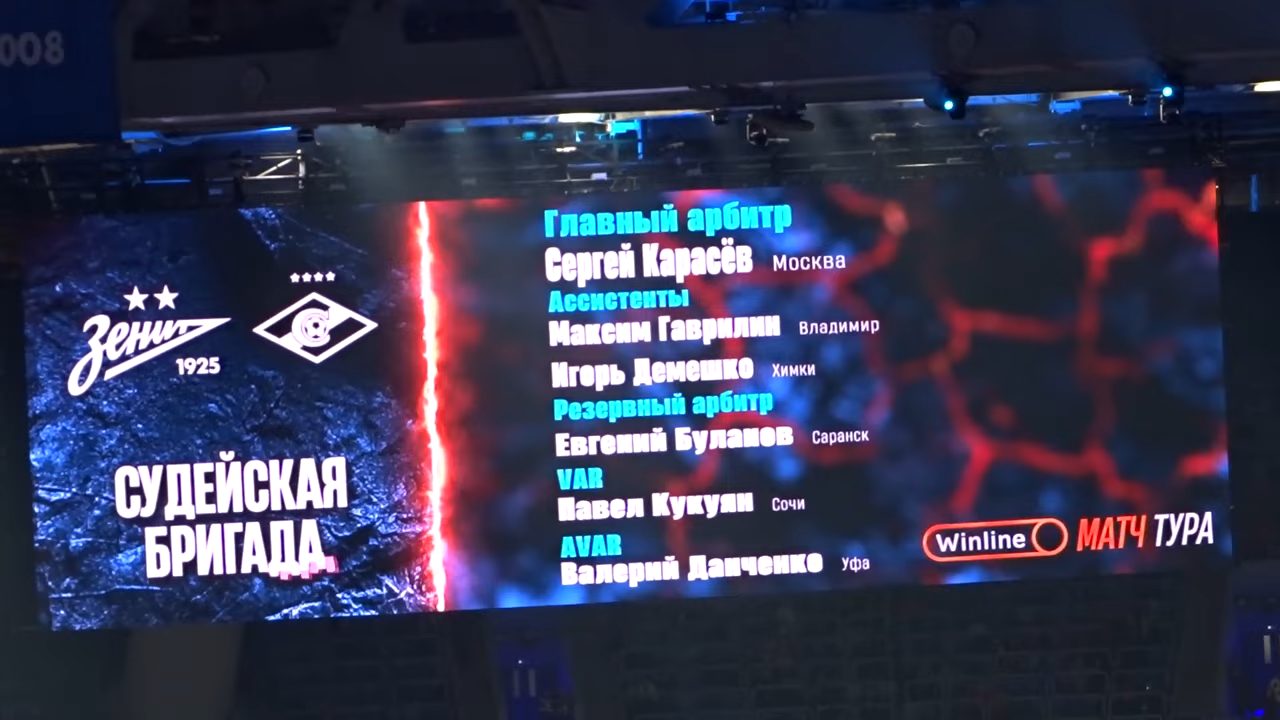 008
Зенит
1925
СУДЕЙСКАЯ
БРИГАДА
Главный арбитр
Сергей Карасёв Москва
Ассистенты
Максим Гаврилин Владимир
Игорь Демешко Химки
Резервный арбитр
Евгений Буланов Саранск
VAR
Павел Кукуян Сочи
AVAR
Валерий Данченко Уфа
Winline МАТЧ ТУРА